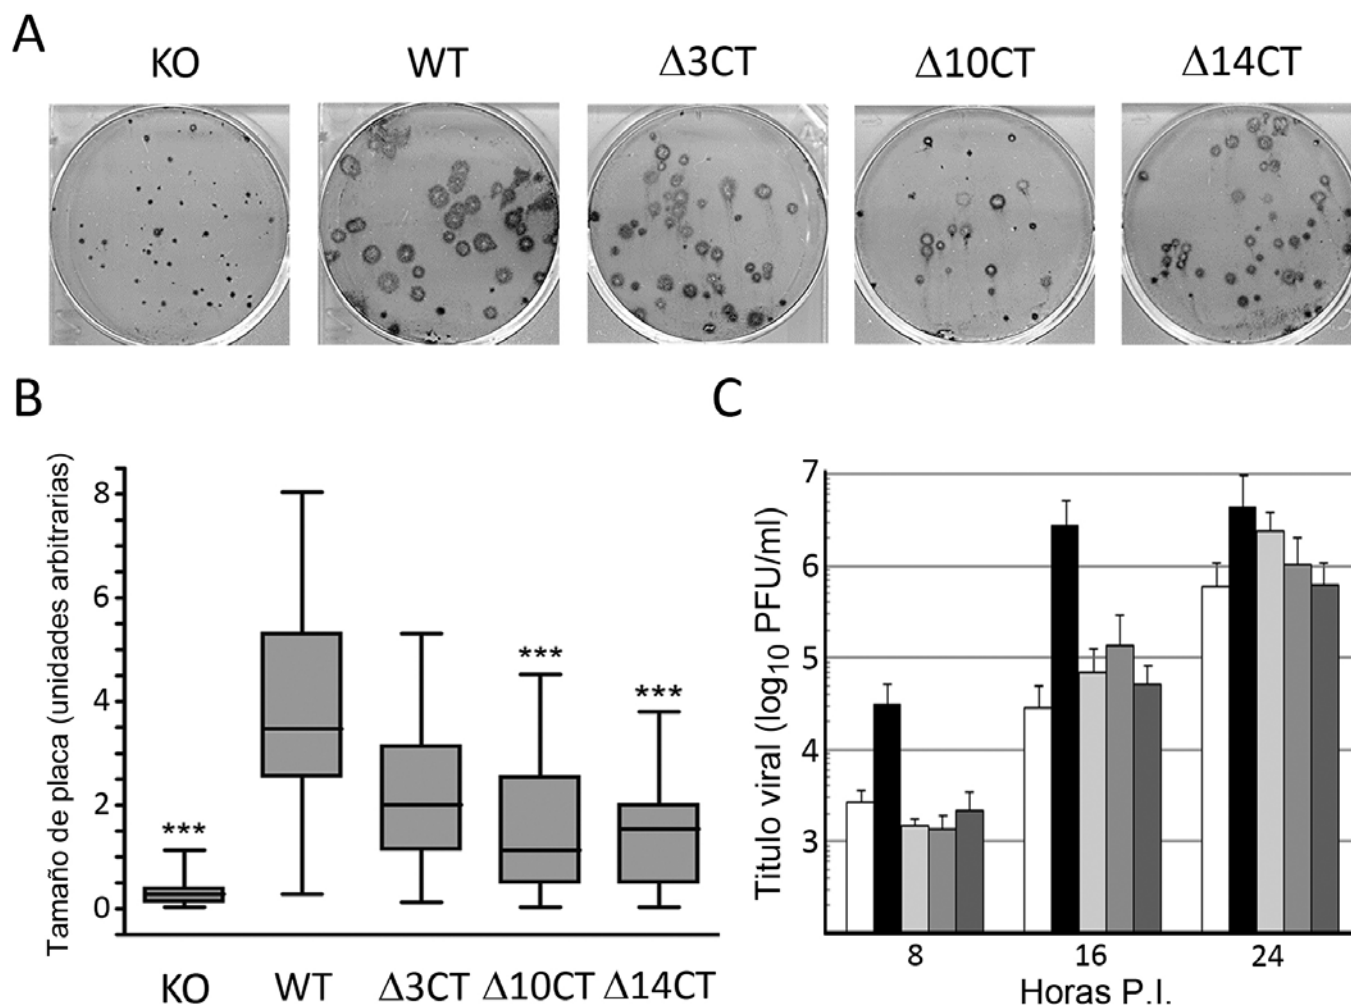 A
KO WT Δ3CT Δ10CT Δ14CT
B
Tamaño de placa (unidades arbitrarias)
8
6
4
2
0
***
***
***
KO WT Δ3CT Δ10CT Δ14CT
C
Titulo viral (log10 PFU/ml)
7
6
5
4
3
8 16 24
Horas P.I.